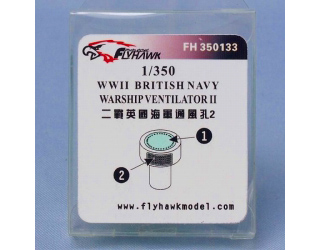 FLYHAWK
FH 350133
1/350
WWII BRITISH NAVY
WARSHIP VENTILATOR II
二戰英國海軍通風孔2
1
2
www.flyhawkmodel.com